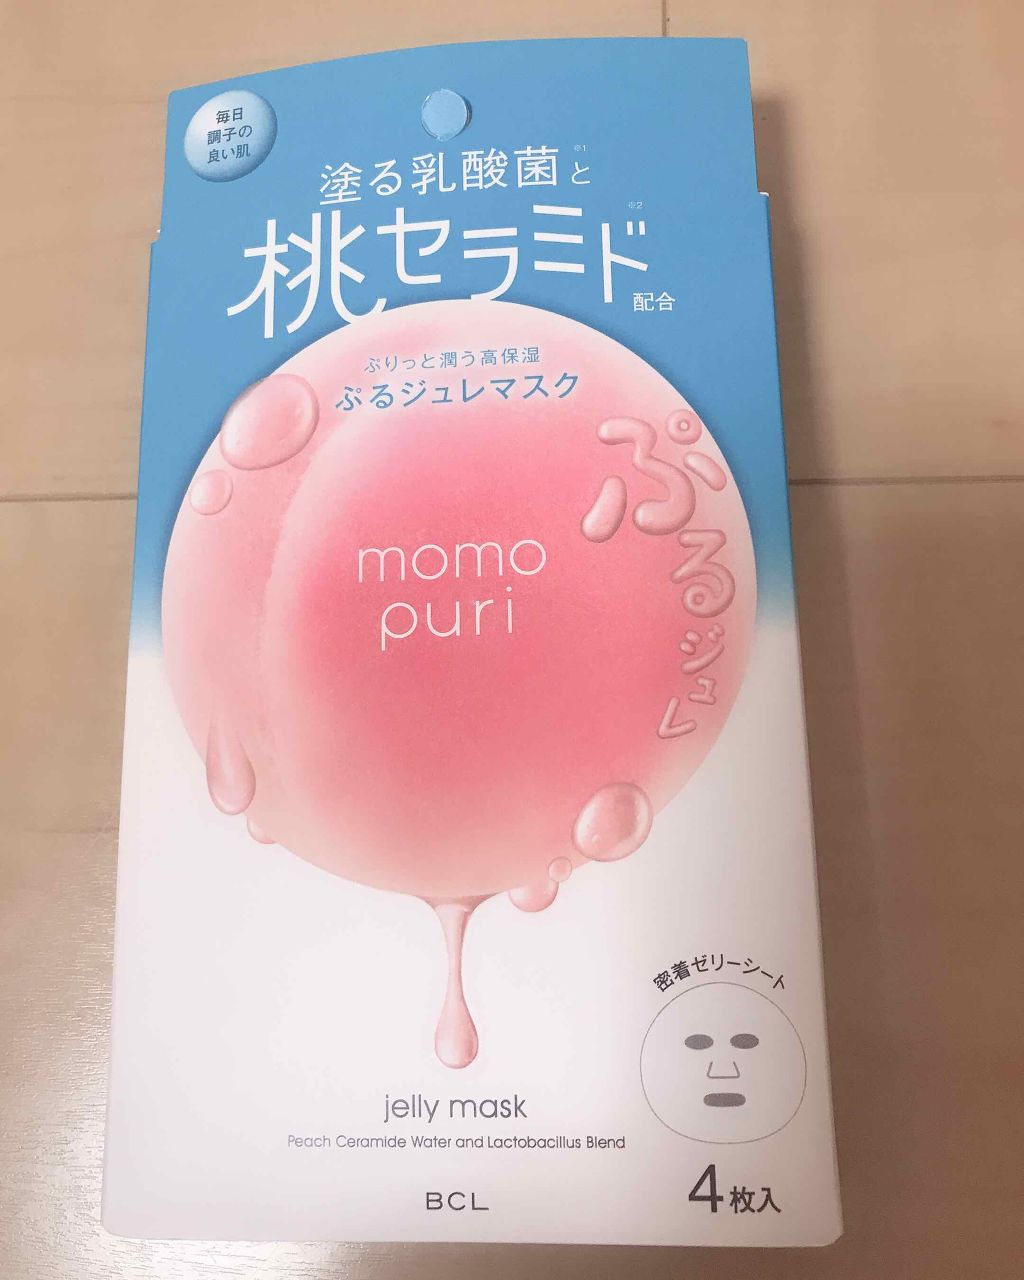 毎日
調子の
良い肌
塗る乳酸菌※1と
桃セラミド※2
配合
ぷりっと潤う高保湿
ぷるジュレマスク
ぷるジュレ
momo
puri
密着ゼリーシート
jelly mask
Peach Ceramide Water and Lactobacillus Blend
BCL
4枚入